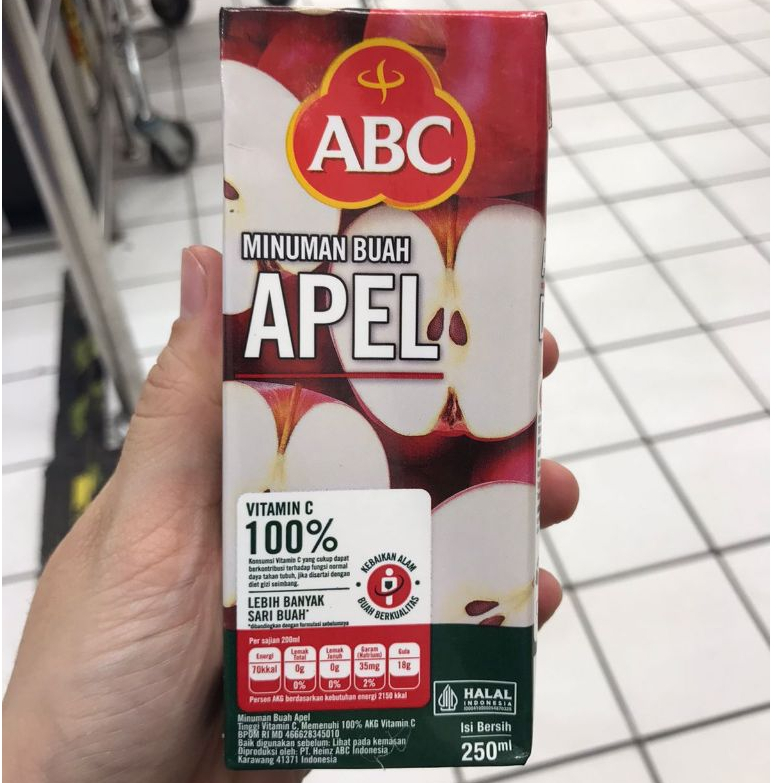 ABC
MINUMAN BUAH
APEL
VITAMIN C
100%
Konsumsi Vitamin C yang cukup dapat
berkontribusi terhadap fungsi normal
daya tahan tubuh, jika disertai dengan
diet gizi seimbang.
LEBIH BANYAK
SARI BUAH*
*dibandingkan dengan formulasi sebelumnya
KEBAIKAN ALAM
BUAH BERKUALITAS
Per sajian 200ml
Energi
70kkal
Lemak Total
0g
0%
Lemak Jenuh
0g
0%
Garam (Natrium)
35mg
2%
Gula
18g
Persen AKG berdasarkan kebutuhan energi 2150 kkal
HALAL
INDONESIA
Minuman Buah Apel
Tinggi Vitamin C, Memenuhi 100% AKG Vitamin C
BPOM RI MD 466628345010
Baik digunakan sebelum: Lihat pada kemasan
Diproduksi oleh: PT. Heinz ABC Indonesia
Karawang 41371 Indonesia
Isi Bersih
250ml